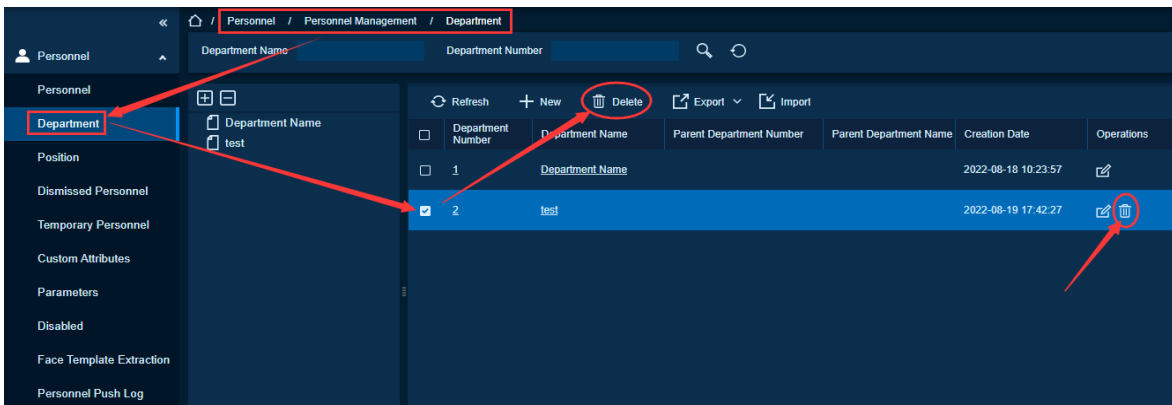 « / Personnel / Personnel Management / Department
Department Name Department Number
Personnel
Personnel
Department
Position
Dismissed Personnel
Temporary Personnel
Custom Attributes
Parameters
Disabled
Face Template Extraction
Personnel Push Log
Department Name
test
Refresh New Delete Export Import
Department Number Department Name Parent Department Number Parent Department Name Creation Date Operations
1 Department Name 2022-08-18 10:23:57
2 test 2022-08-19 17:42:27